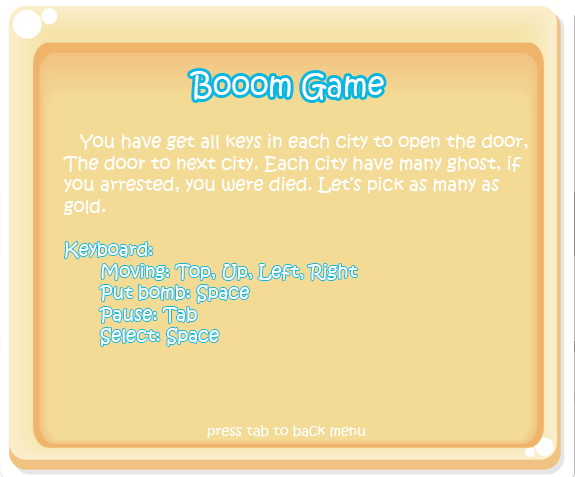 Booom Game
You have get all keys in each city to open the door,
The door to next city. Each city have many ghost, if
you arrested, you were died. Let's pick as many as
gold.
Keyboard:
Moving: Top, Up, Left, Right
Put bomb: Space
Pause: Tab
Select: Space
press tab to back menu